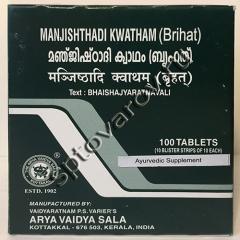 MANJISHTHADI KWATHAM (Brihat)
മഞ്ജിഷ്ഠാദി ക്വാഥം (ബൃഹത്)
मञ्जिष्ठादि क्वाथम (बृहत्)
Text : BHAISHAJYARATNAVALI
ESTD. 1902
100 TABLETS
(10 BLISTER STRIPS OF 10 EACH)
Ayurvedic Supplement
MANUFACTURED BY:
VAIDYARATNAM P.S. VARIER'S
ARYA VAIDYA SALA
KOTTAKKAL - 676 503, KERALA, INDIA